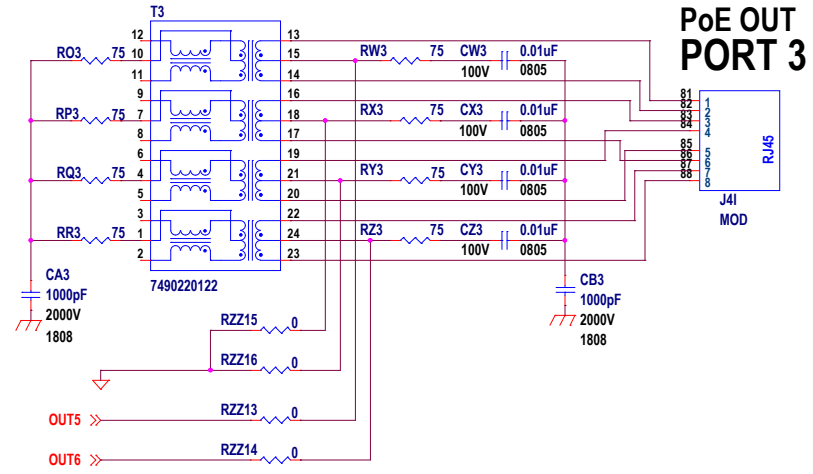 T3
PoE OUT
PORT 3
12 13
RO3 75 10 15 RW3 75 CW3 0.01uF
11 14 100V 0805
81
9 16 82 1
83 2
RP3 75 7 18 RX3 75 CX3 0.01uF 84 3
8 17 100V 0805 4
RJ45
6 19 85 5
86 6
RQ3 75 4 21 RY3 75 CY3 0.01uF 87 7
5 20 100V 0805 88 8
3 22 J4I
RR3 75 1 24 RZ3 75 CZ3 0.01uF MOD
2 23 100V 0805
CA3 7490220122 CB3
1000pF 1000pF
2000V 2000V
1808 1808
RZZ15 0
RZZ16 0
RZZ13 0
OUT5
RZZ14 0
OUT6